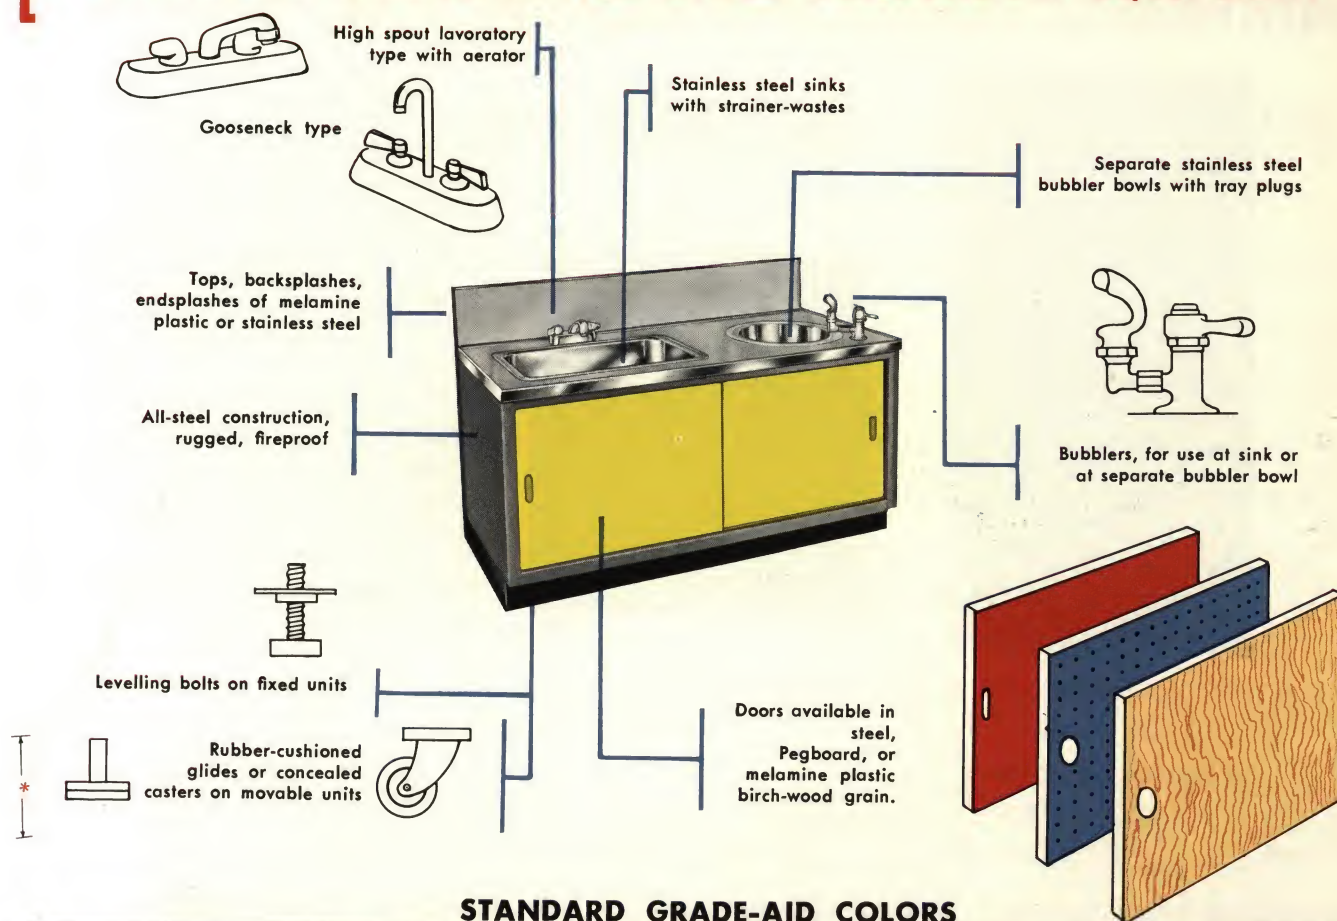 High spout lavoratory
type with aerator
Gooseneck type
Stainless steel sinks
with strainer-wastes
Separate stainless steel
bubbler bowls with tray plugs
Tops, backsplashes,
endsplashes of melamine
plastic or stainless steel
All-steel construction,
rugged, fireproof
Bubblers, for use at sink or
at separate bubbler bowl
Levelling bolts on fixed units
Rubber-cushioned
glides or concealed
casters on movable units
*
Doors available in
steel,
Pegboard, or
melamine plastic
birch-wood grain.
STANDARD GRADE-AID COLORS